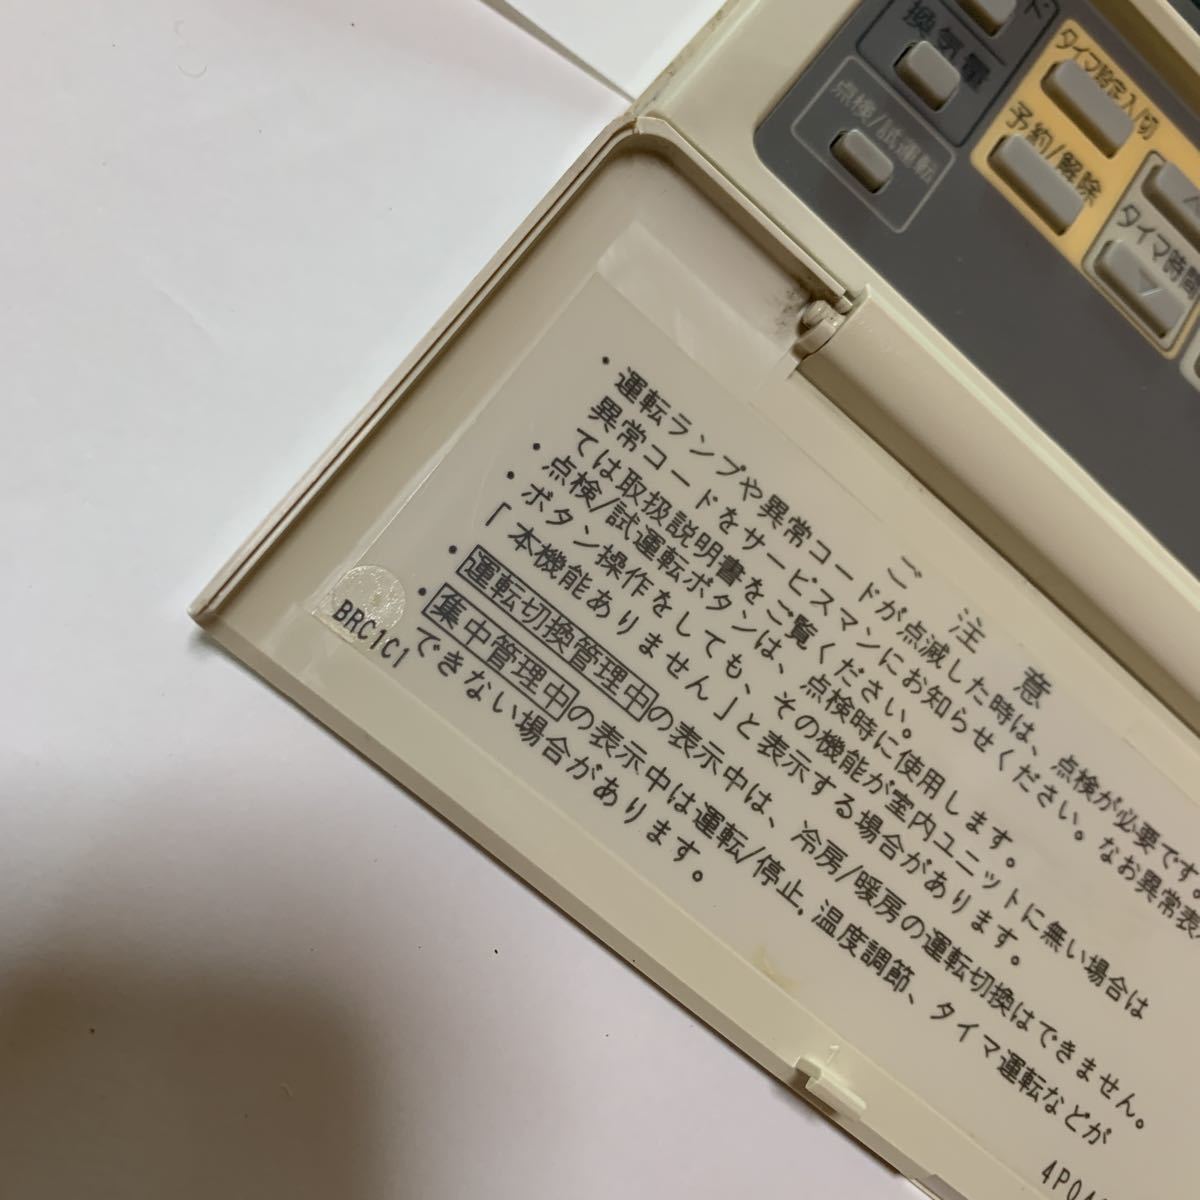 ド
換気量
点検/試運転
タイマ設定入/切
予約/解除
タイマ時間
ご注意
・運転ランプや異常コードが点滅した時は、点検が必要です。
異常コードをサービスマンにお知らせください。なお異常表
ては取扱説明書をご覧ください。
・点検/試運転ボタンは、点検時に使用します。
・ボタン操作をしても、その機能が室内ユニットに無い場合は
「本機能ありません」と表示する場合があります。
・運転切換管理中の表示中は、冷房/暖房の運転切換はできません。
・集中管理中の表示中は運転/停止,温度調節、タイマ運転などが
できない場合があります。
BRC1C1